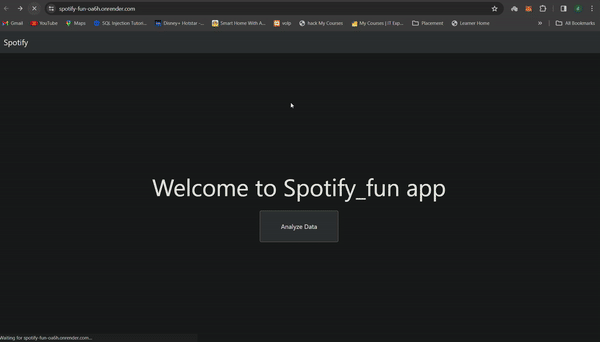 spotify-fun-oa6h.onrender.com
Gmail YouTube Maps SQL Injection Tutor... Disney+ Hotstar -... Smart Home With A... hack My Courses My Courses | IT Exp... Placement Learner Home » All Bookmarks
Spotify
Welcome to Spotify_fun app
Analyze Data
Waiting for spotify-fun-oa6h.onrender.com...